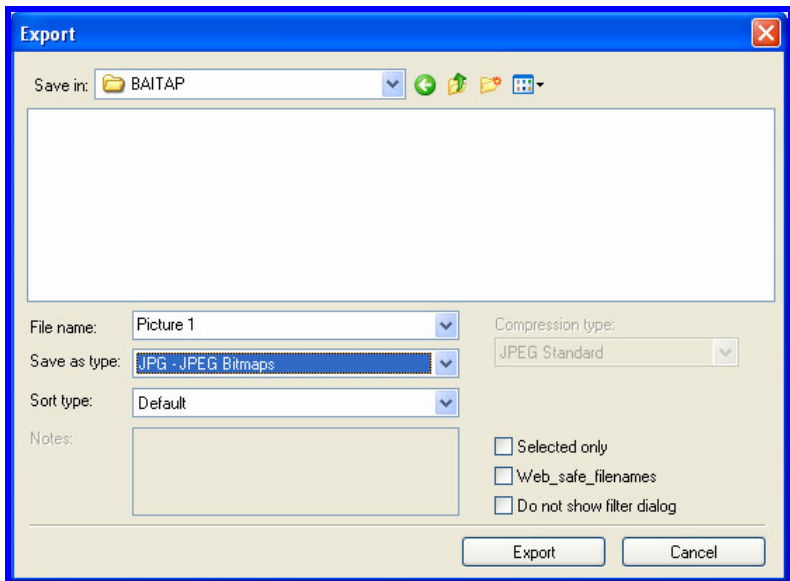 Export
Save in: BAITAP
File name: Picture 1
Compression type:
JPEG Standard
Save as type: JPG - JPEG Bitmaps
Sort type: Default
Notes:
Selected only
Web_safe_filenames
Do not show filter dialog
Export Cancel